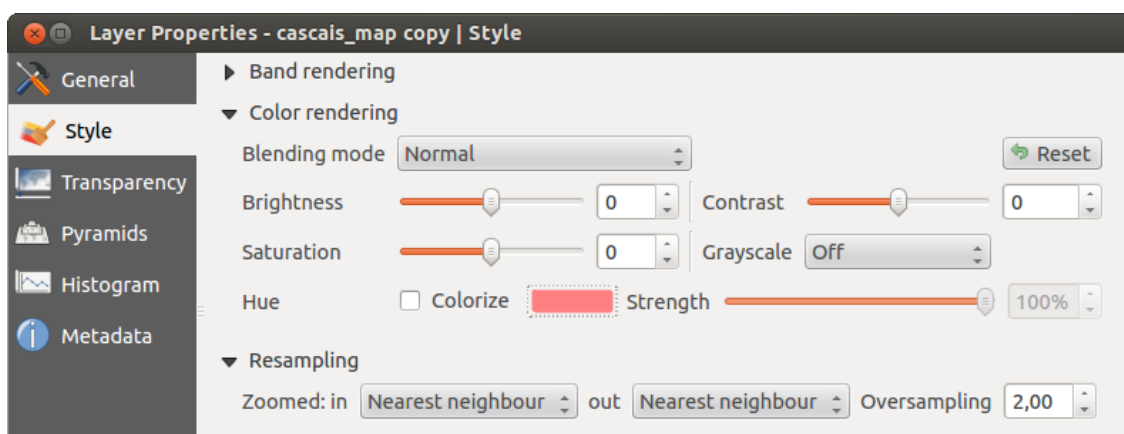 Layer Properties - cascais_map copy | Style
General
Style
Transparency
Pyramids
Histogram
Metadata
Band rendering
Color rendering
Blending mode Normal Reset
Brightness 0 Contrast 0
Saturation 0 Grayscale Off
Hue Colorize Strength 100%
Resampling
Zoomed: in Nearest neighbour out Nearest neighbour Oversampling 2,00